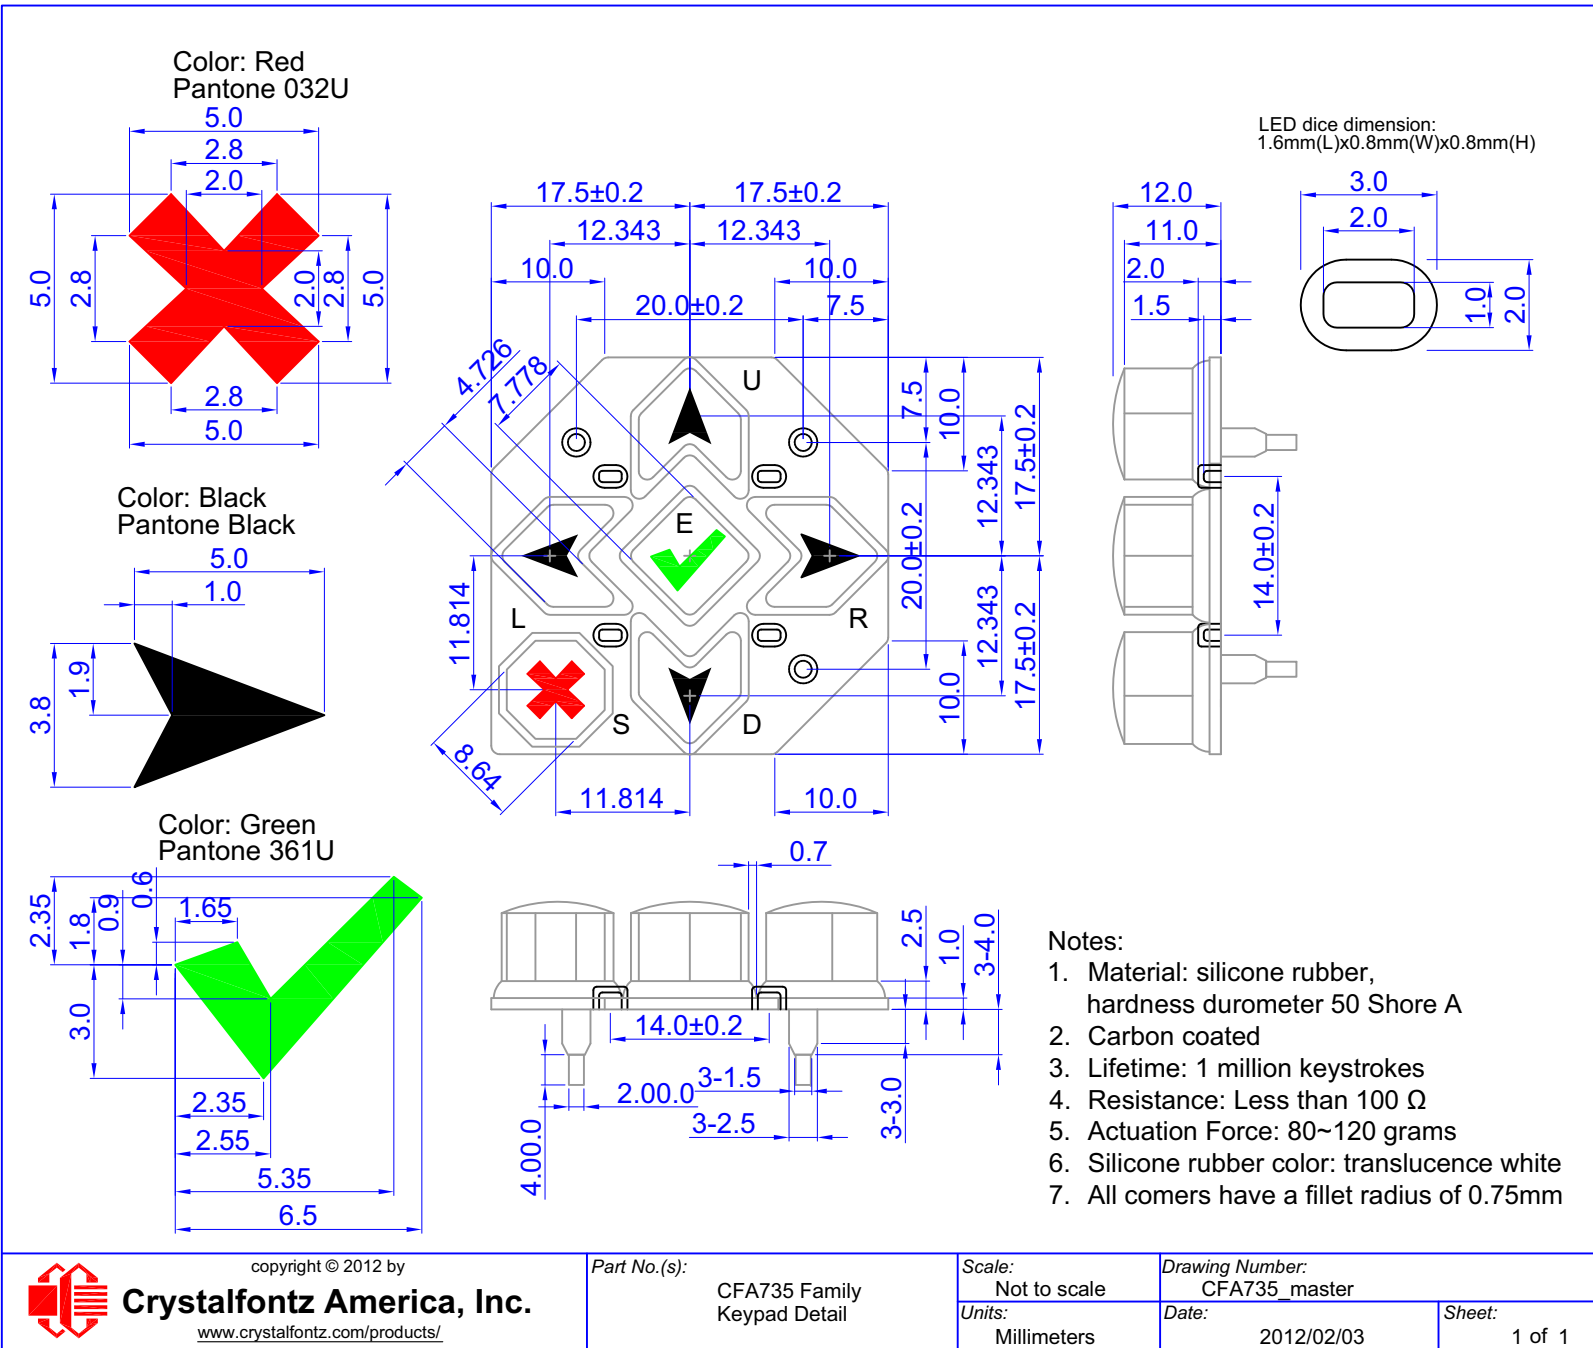 Color: Red
Pantone 032U
5.0
2.8
2.0
5.0
2.8
2.0
2.8
5.0
2.8
5.0
Color: Black
Pantone Black
5.0
1.0
1.9
3.8
Color: Green
Pantone 361U
2.35
1.8
0.9
0.6
1.65
3.0
2.35
2.55
5.35
6.5
17.5±0.2
17.5±0.2
12.343
12.343
10.0
10.0
20.0±0.2
7.5
4.726
7.778
U
E
L
R
S
D
7.5
10.0
12.343
17.5±0.2
20.0±0.2
12.343
17.5±0.2
10.0
11.814
8.64
11.814
10.0
12.0
11.0
2.0
1.5
14.0±0.2
LED dice dimension:
1.6mm(L)x0.8mm(W)x0.8mm(H)
3.0
2.0
1.0
2.0
0.7
2.5
1.0
3-4.0
14.0±0.2
3-1.5
2.00.0
3-2.5
4.00.0
3-3.0
Notes:
1. Material: silicone rubber,
hardness durometer 50 Shore A
2. Carbon coated
3. Lifetime: 1 million keystrokes
4. Resistance: Less than 100 Ω
5. Actuation Force: 80~120 grams
6. Silicone rubber color: translucence white
7. All comers have a fillet radius of 0.75mm
copyright © 2012 by
Crystalfontz America, Inc.
www.crystalfontz.com/products/
Part No.(s):
CFA735 Family
Keypad Detail
Scale:
Not to scale
Drawing Number:
CFA735_master
Units:
Millimeters
Date:
2012/02/03
Sheet:
1 of 1